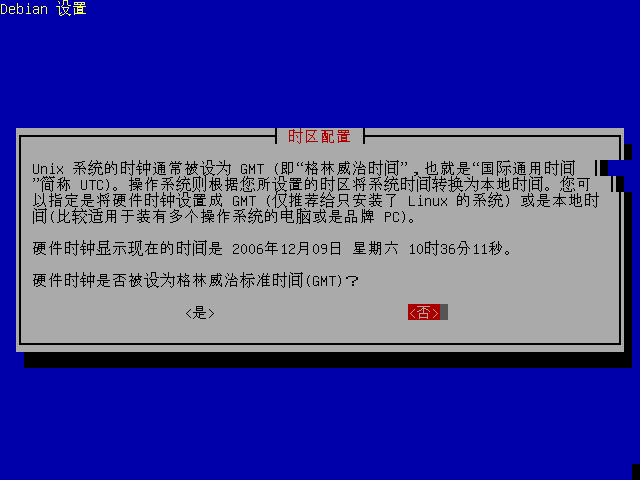 Debian 设置
时区配置
Unix 系统的时钟通常被设为 GMT (即“格林威治时间”，也就是“国际通用时间
”简称 UTC)。操作系统则根据您所设置的时区将系统时间转换为本地时间。您可
以指定是将硬件时钟设置成 GMT (仅推荐给只安装了 Linux 的系统) 或是本地时
间(比较适用于装有多个操作系统的电脑或是品牌 PC)。
硬件时钟显示现在的时间是 2006年12月09日 星期六 10时36分11秒。
硬件时钟是否被设为格林威治标准时间(GMT)？
<是> <否>